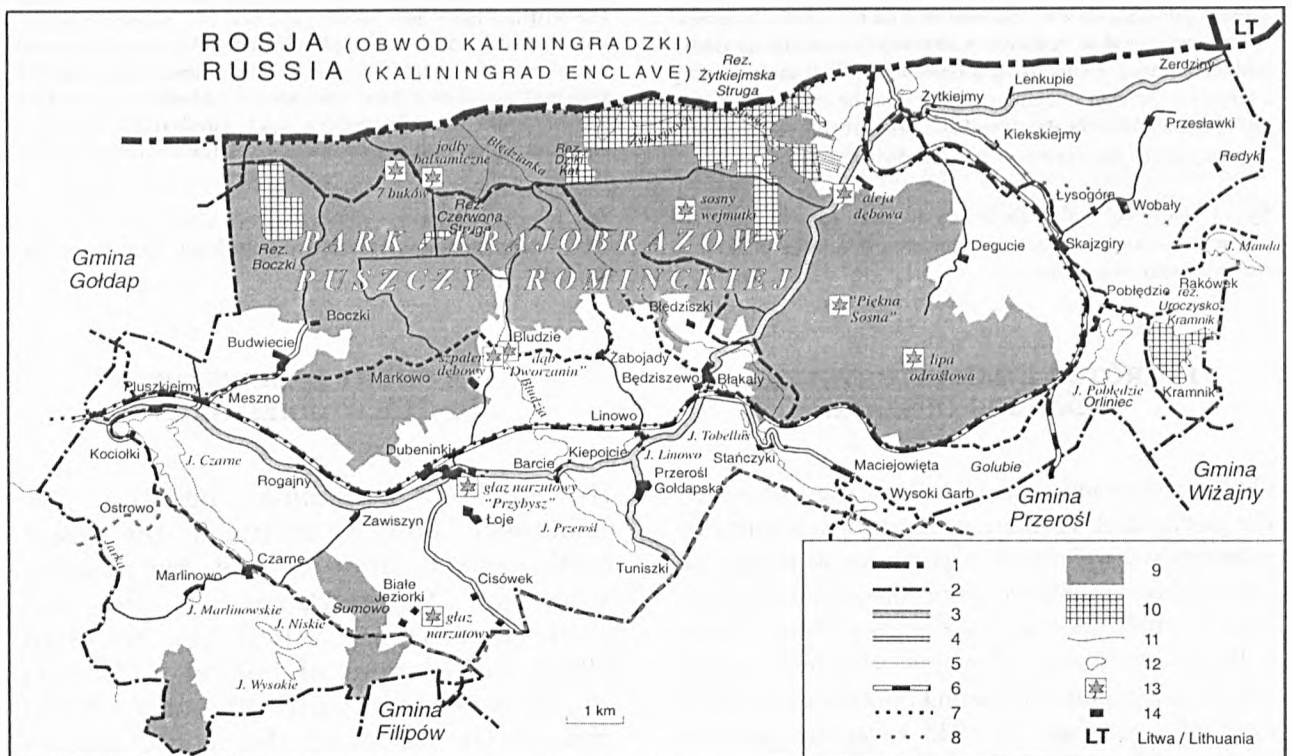 ROSJA (OBWÓD KALININGRADZKI)
RUSSIA (KALININGRAD ENCLAVE)
Rez.
Żytkiejmska
Struga
LT
Żerdziny
Lenkupie
Żytkiejmy
Przesławki
Kiekskiejmy
Redyk
jodły
balsamiczne
Błędzianka
Żytkiejmska
Struga
Rez.
Dziki
Kąt
7 buków
Rez.
Czerwona
Struga
sosny
wejmutki
aleja
dębowa
Łysogóre
Wobały
Skajzgiry
J. Mauda
Rakówek
Rez.
Boczki
PARK KRAJOBRAZOWY
PUSZCZY ROMINCKIEJ
Degucie
Gmina
Gołdap
Pobłędzie
rez.
Uroczysko
Kramnik
"Piękna
Sosna"
Błędziszki
Boczki
Budwiecie
Bludzie
szpaler
dębowy
dąb
"Dworzanin"
Żabojady
lipa
odroślowa
Będziszewo
Błąkały
J. Pobłędzie
Orliniec
Kramnik
Markowo
Pluszkiejmy
Meszno
Bludzia
Linowo
Kociołki
J. Czarne
Dubeninki
Kiepojcie
J. Tobellus
J. Linowo
Stańczyki
Barcie
Maciejowięta
Golubie
Rogajny
głaz narzutowy
"Przybysz"
Przerośl
Gołdapska
Wysoki Garb
Gmina
Przerośl
Gmina
Wiżajny
Ostrowo
Zawiszyn
Łoje
J. Przerośl
Jarka
Czarne
Tuniszki
Marlinowo
Białe
Jeziorki
Cisówek
J. Marlinowskie
Sumowo
głaz
narzutowy
J. Niskie
J. Wysokie
Gmina
Filipów
1 km
1
2
3
4
5
6
7
8
9
10
11
12
13
14
LT Litwa / Lithuania